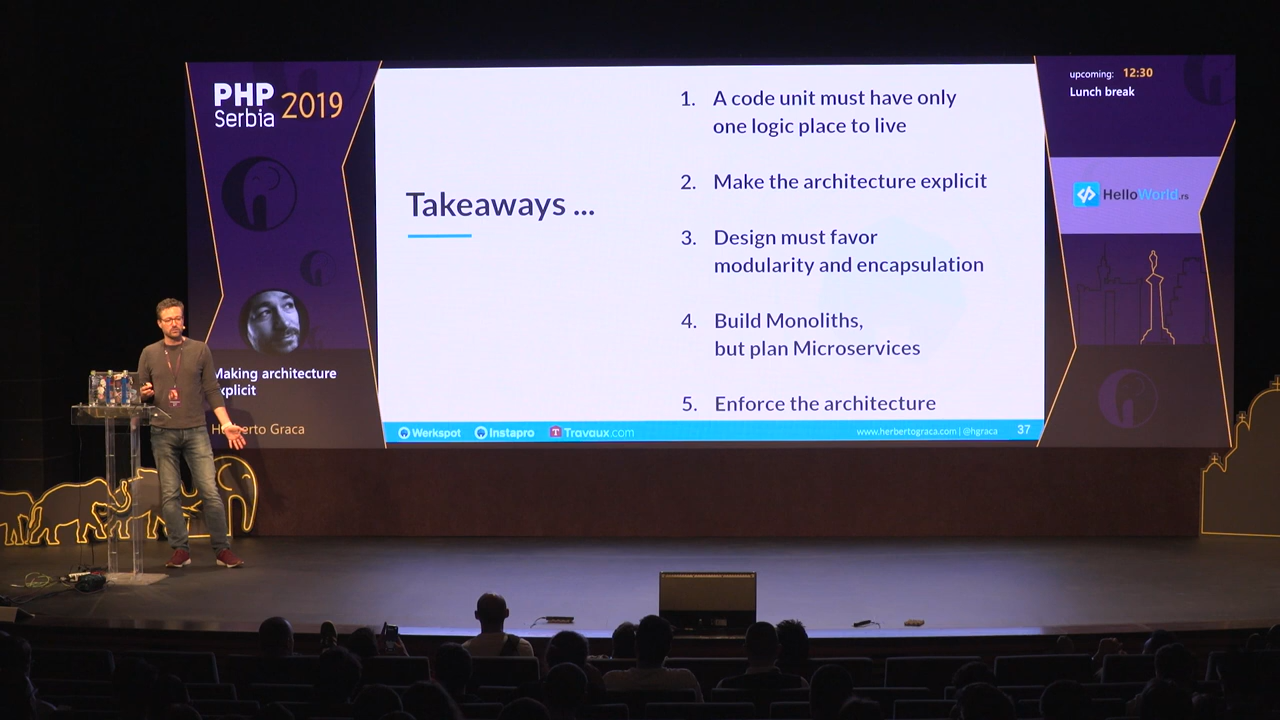 PHP
Serbia 2019
Making architecture
explicit
Herberto Graca
Takeaways ...
1. A code unit must have only
one logic place to live
2. Make the architecture explicit
3. Design must favor
modularity and encapsulation
4. Build Monoliths,
but plan Microservices
5. Enforce the architecture
Werkspot Instapro Travaux.com
www.herbertograca.com | @hgraca 37
upcoming: 12:30
Lunch break
HelloWorld.rs